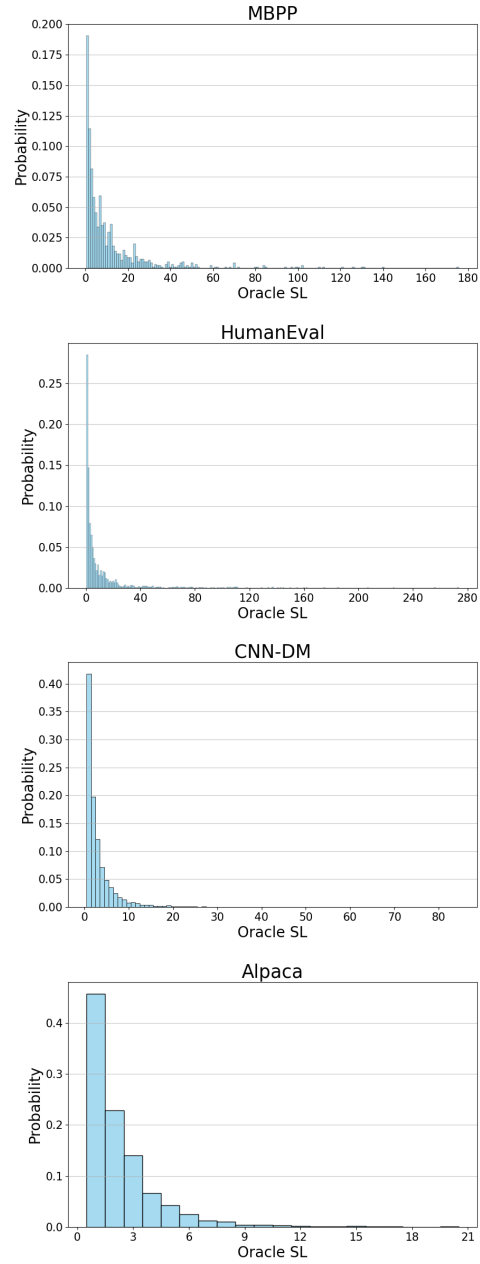 MBPP
0.200
0.175
0.150
0.125
0.100
0.075
0.050
0.025
0.000
Probability
0 20 40 60 80 100 120 140 160 180
Oracle SL
HumanEval
0.25
0.20
0.15
0.10
0.05
0.00
Probability
0 40 80 120 160 200 240 280
Oracle SL
CNN-DM
0.40
0.35
0.30
0.25
0.20
0.15
0.10
0.05
0.00
Probability
0 10 20 30 40 50 60 70 80
Oracle SL
Alpaca
0.4
0.3
0.2
0.1
0.0
Probability
0 3 6 9 12 15 18 21
Oracle SL